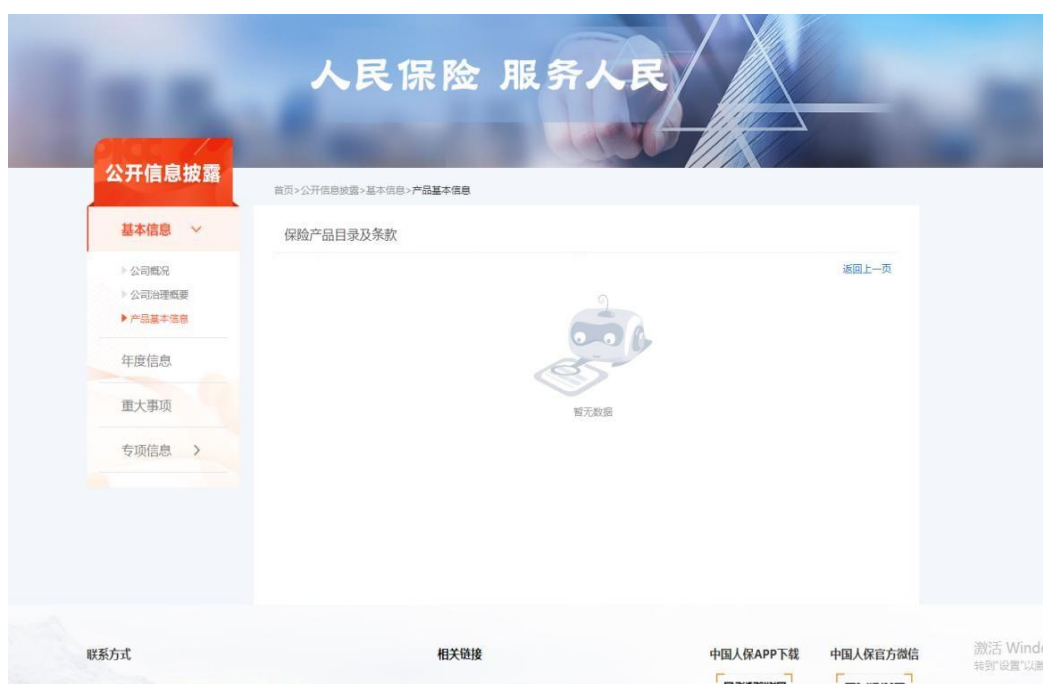 人民保险 服务人民
公开信息披露
首页>公开信息披露>基本信息>产品基本信息
基本信息
保险产品目录及条款
公司概况
返回上一页
公司治理概要
产品基本信息
年度信息
重大事项
暂无数据
专项信息
联系方式
相关链接
中国人保APP下载
中国人保官方微信
激活 Windo
转到"设置"以激